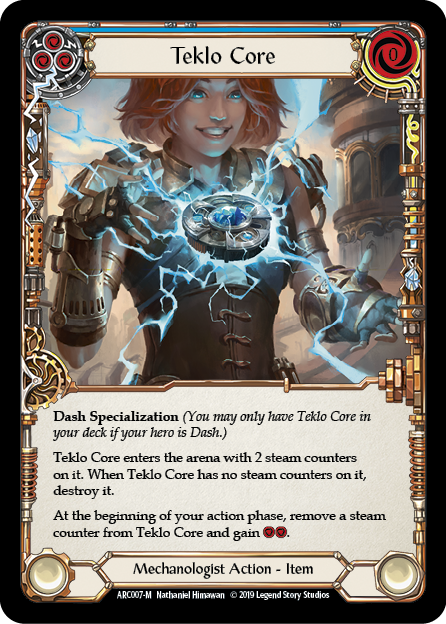 0
Teklo Core
Dash Specialization (You may only have Teklo Core in
your deck if your hero is Dash.)
Teklo Core enters the arena with 2 steam counters
on it. When Teklo Core has no steam counters on it,
destroy it.
At the beginning of your action phase, remove a steam
counter from Teklo Core and gain .
Mechanologist Action - Item
ARC007-M Nathaniel Himawan © 2019 Legend Story Studios